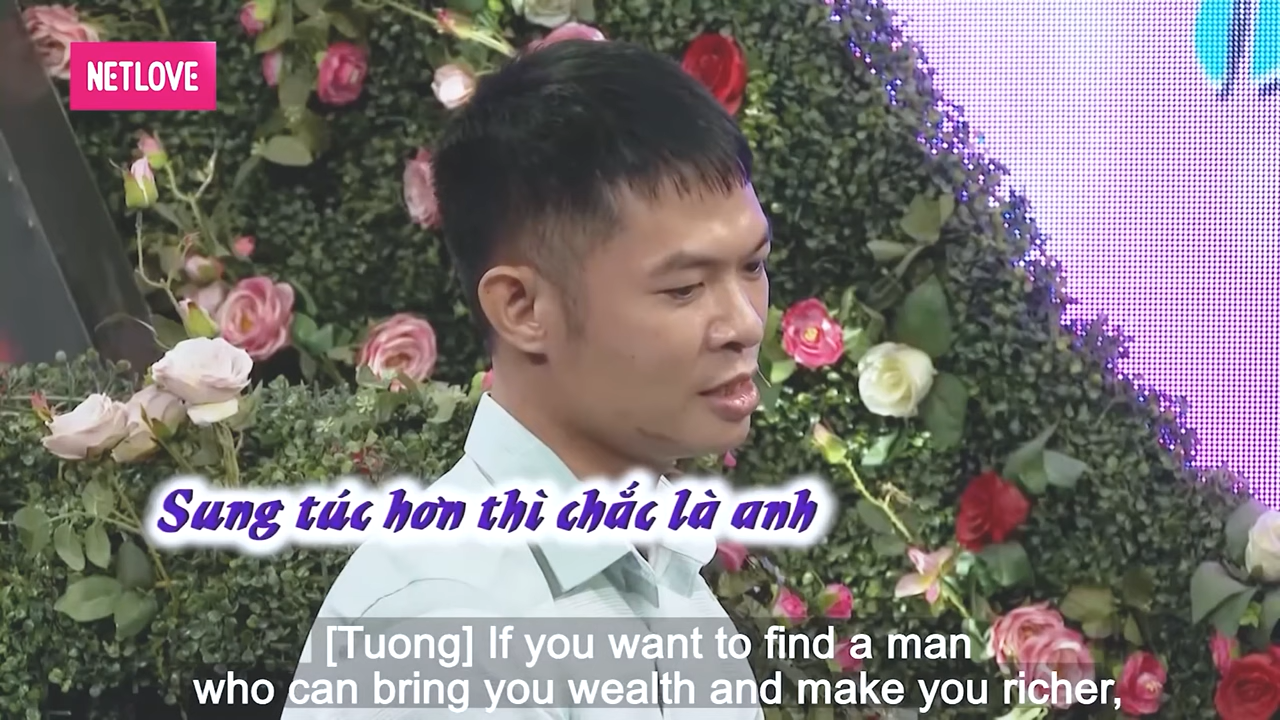 NETLOVE
Sung túc hơn thì chắc là anh
[Tuong] If you want to find a man
who can bring you wealth and make you richer,